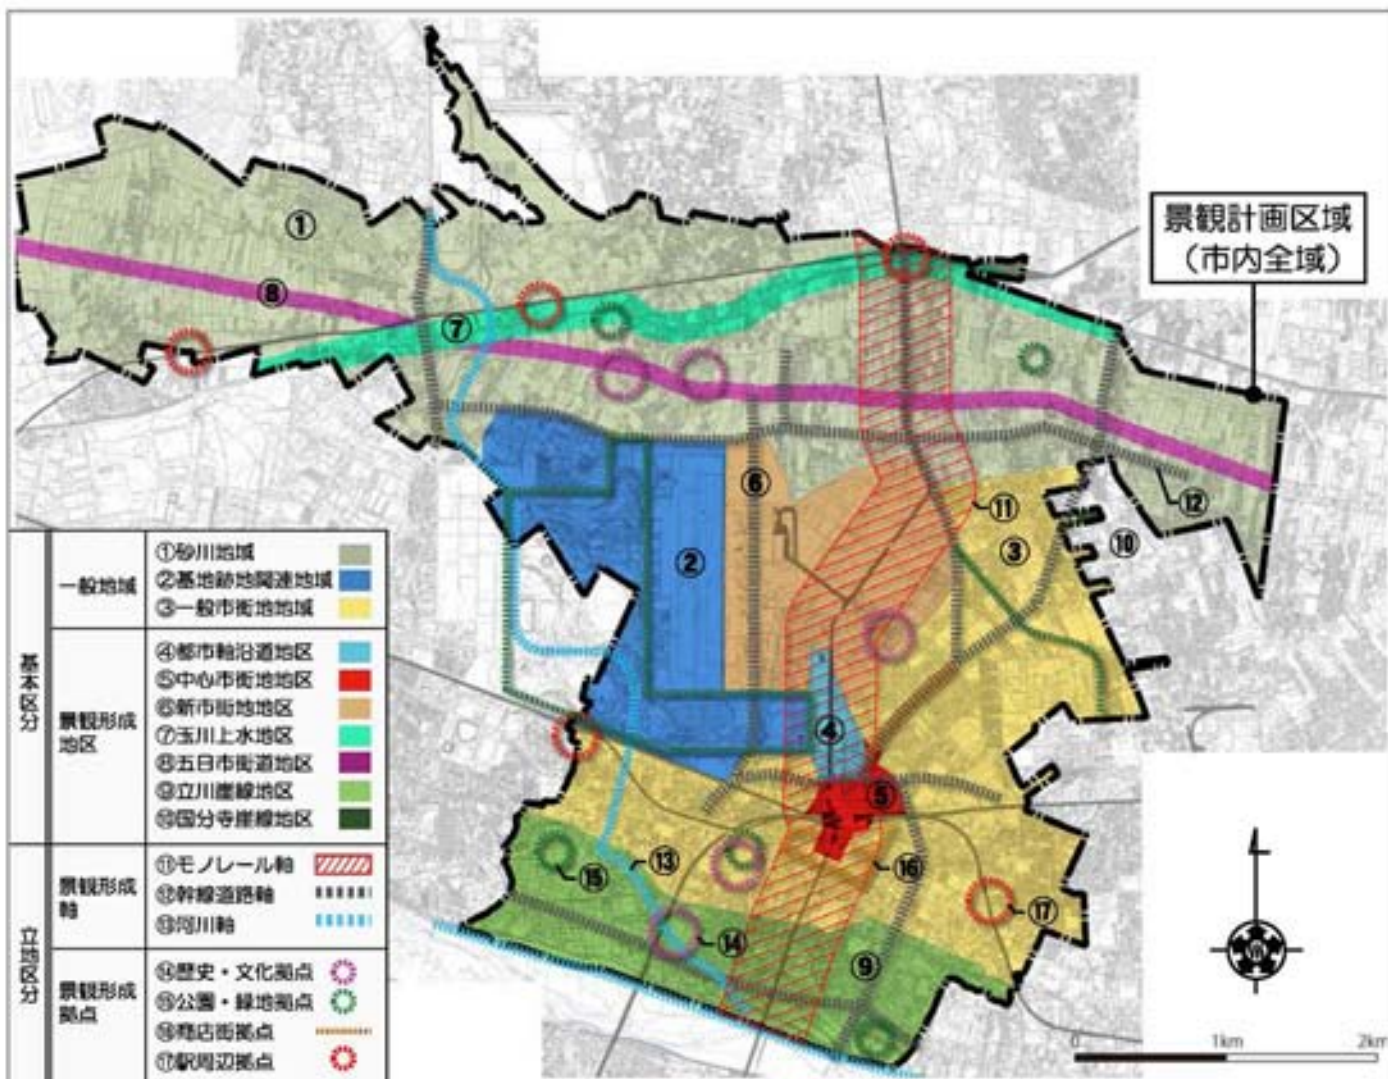 景観計画区域
(市内全域)
①
⑧
⑦
⑥
②
⑪
③
⑩
⑫
④
⑤
⑬
⑮
⑭
⑯
⑨
⑰
基本区分
一般地域
①砂川地域
②基地跡地関連地域
③一般市街地地域
景観形成地区
④都市軸沿道地区
⑤中心市街地地区
⑥新市街地地区
⑦玉川上水地区
⑧五日市街道地区
⑨立川崖線地区
⑩国分寺崖線地区
立地区分
景観形成軸
⑪モノレール軸
⑫幹線道路軸
⑬河川軸
景観形成拠点
⑭歴史・文化拠点
⑮公園・緑地拠点
⑯商店街拠点
⑰駅周辺拠点
0 1km 2km